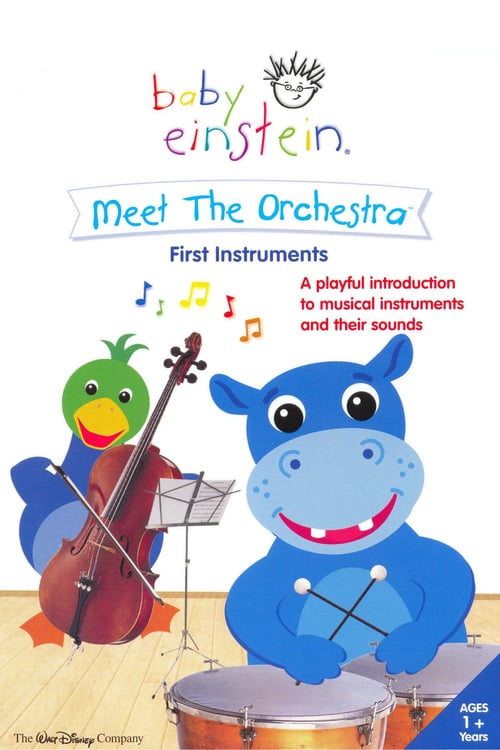 baby
einstein®
Meet The Orchestra™
First Instruments
A playful introduction
to musical instruments
and their sounds
AGES
1+
Years
The Walt Disney Company